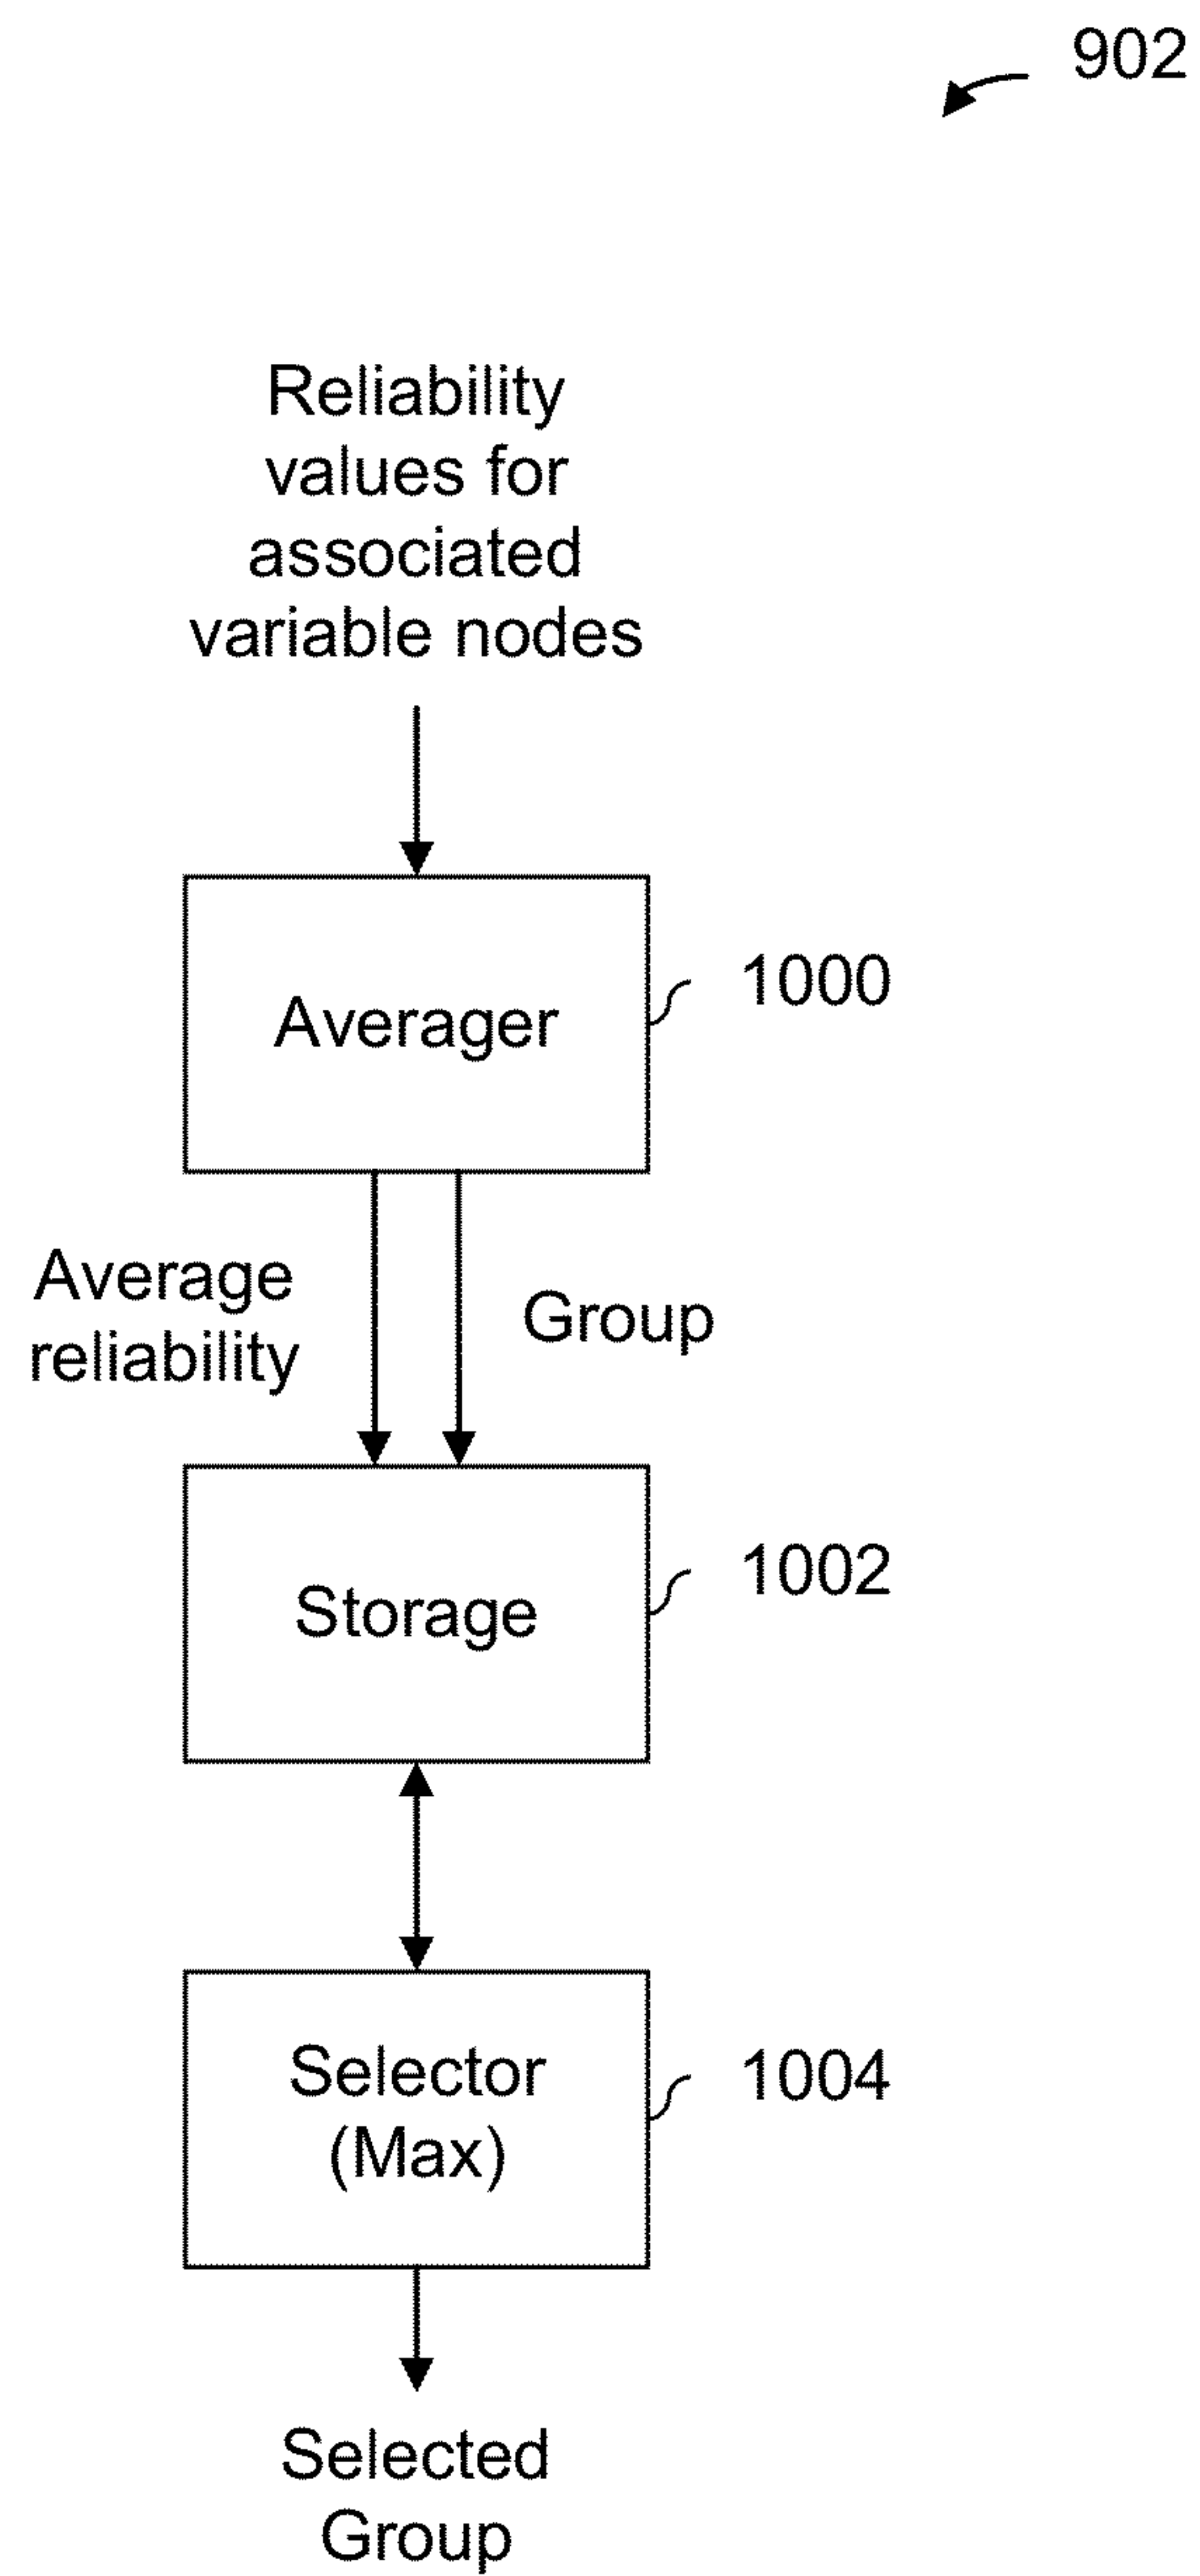 902
Reliability
values for
associated
variable nodes
Averager
1000
Average
reliability
Group
Storage
1002
Selector
(Max)
1004
Selected
Group